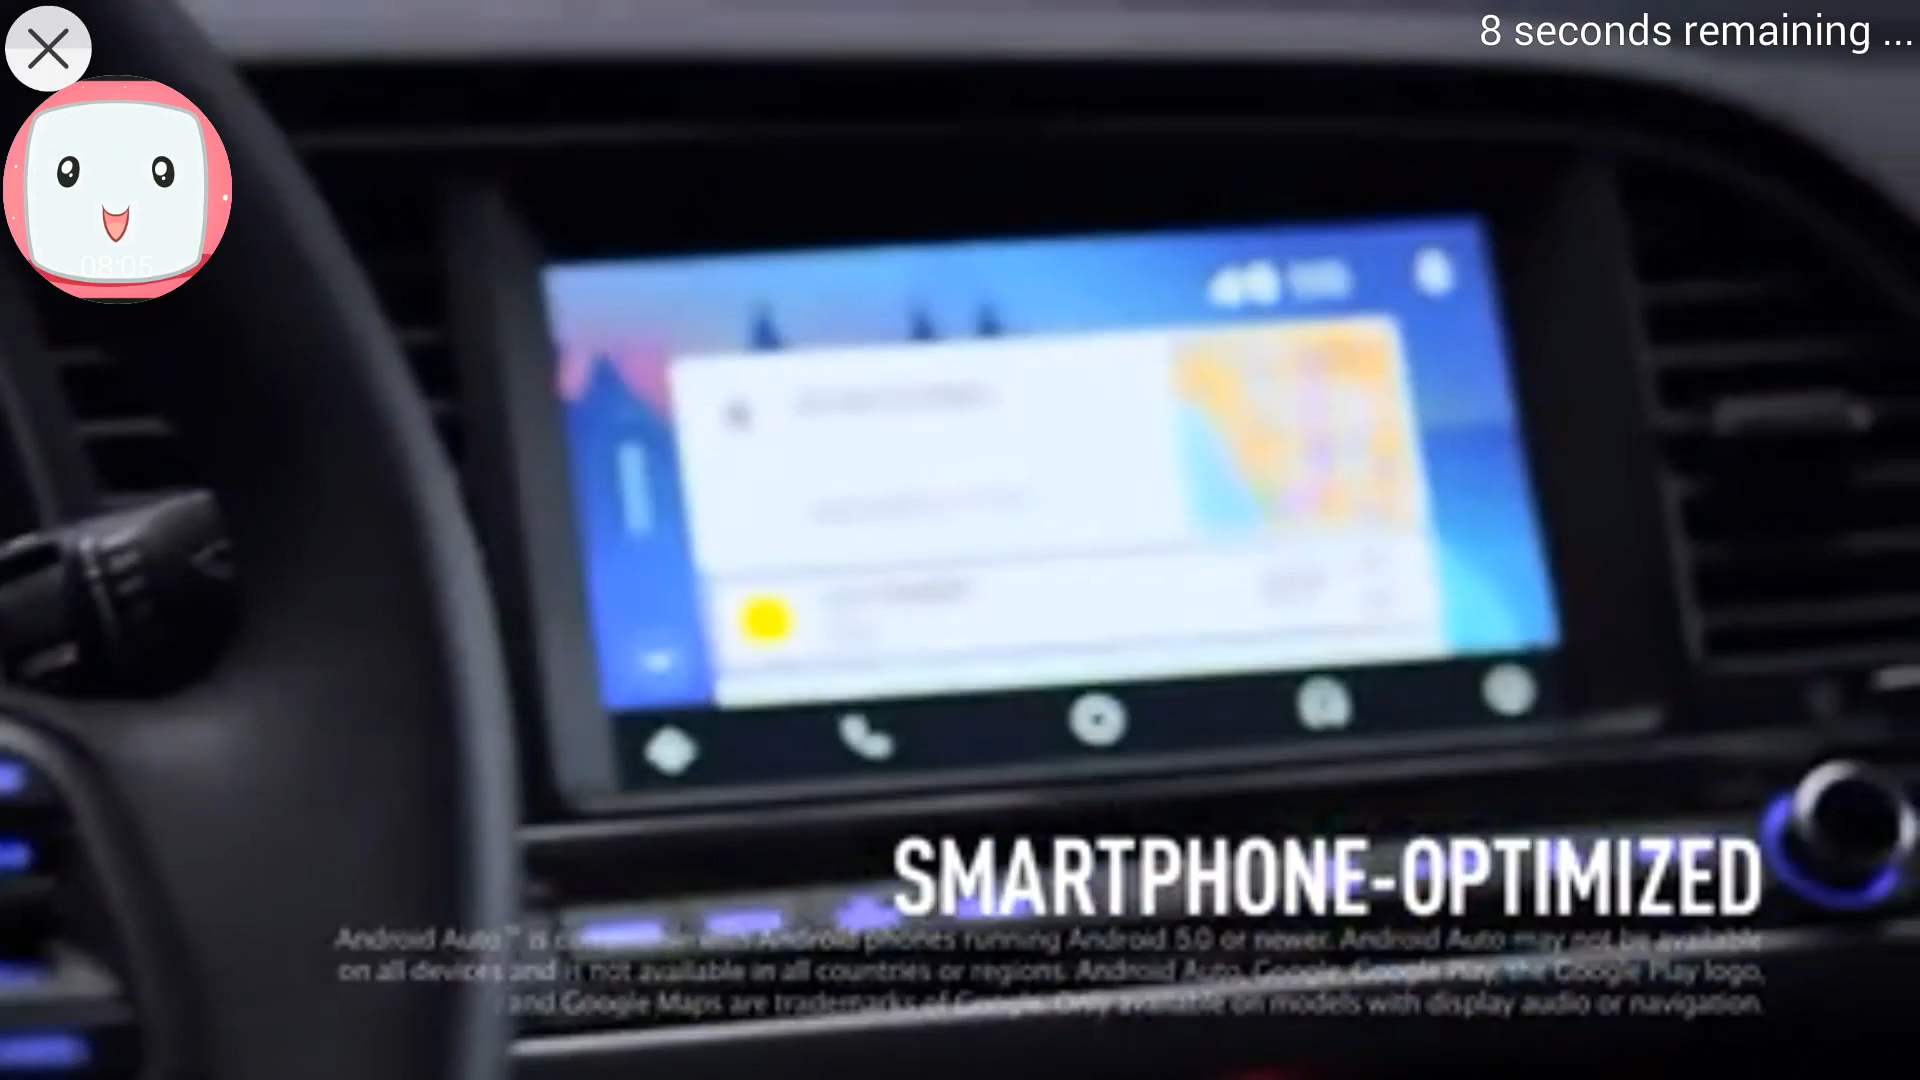 8 seconds remaining ...
08:05
SMARTPHONE-OPTIMIZED
Android Auto™ is Android phones running Android 5.0 or newer. Android Auto may not be available
on all devices and is not available in all countries or regions. Android Auto, Google, Google Play, the Google Play logo,
and Google Maps are trademarks of Google. Only available on models with display audio or navigation.